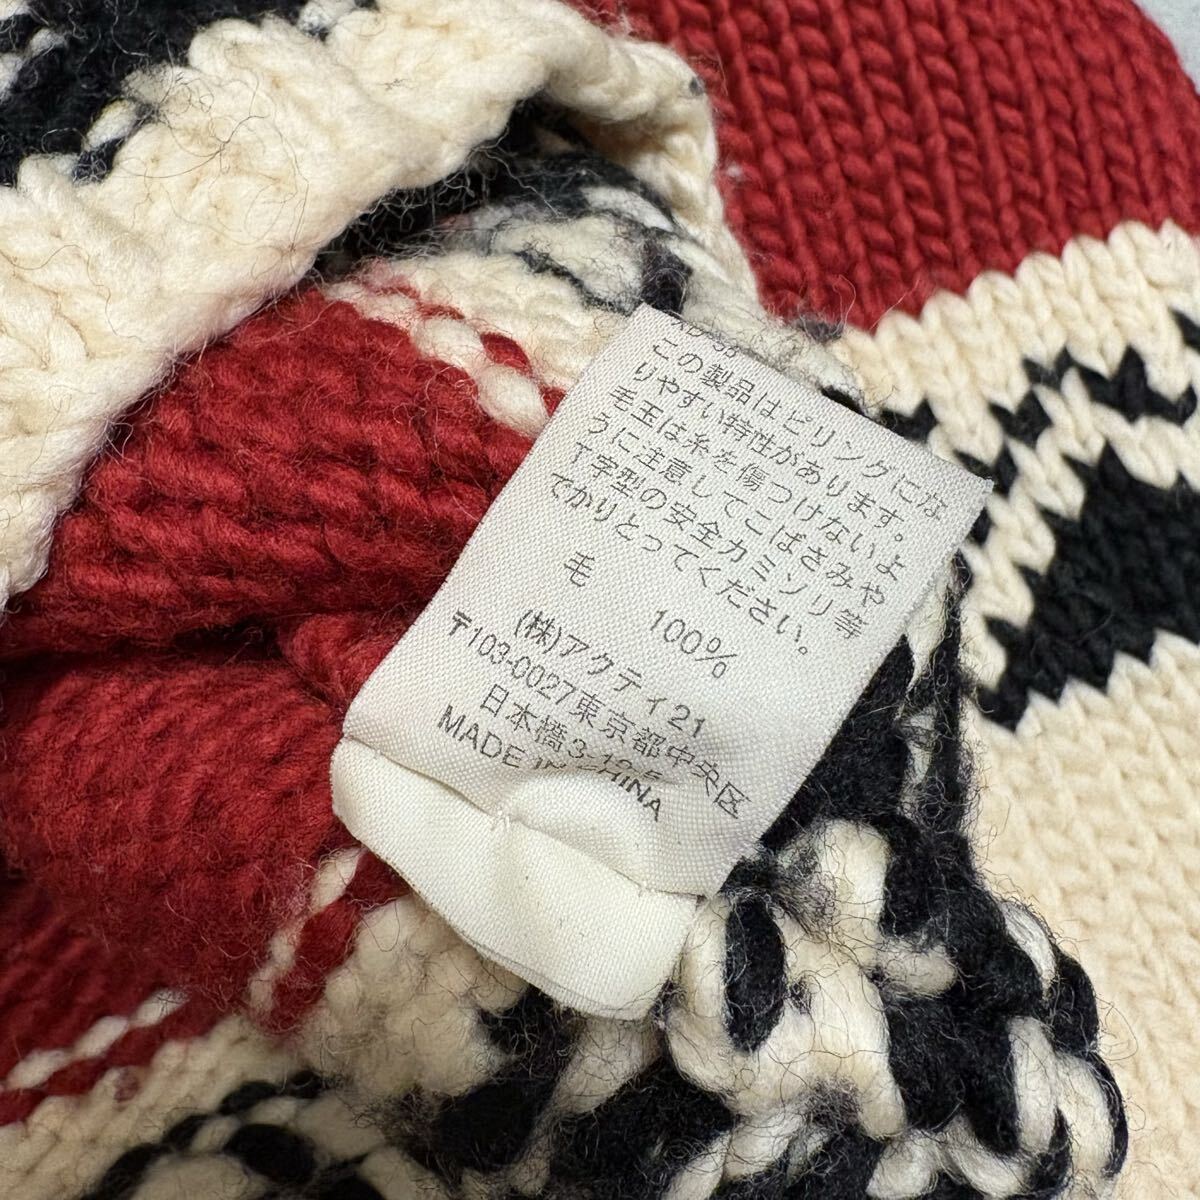 この製品はピリングにな
りやすい特性があります。
毛玉は糸を傷つけないよ
うに注意してこばさみや
T字型の安全カミソリ等
でかりとってください。
毛 100%
(株)アクティ21
〒103-0027東京都中央区
日本橋3-12-5
MADE IN CHINA